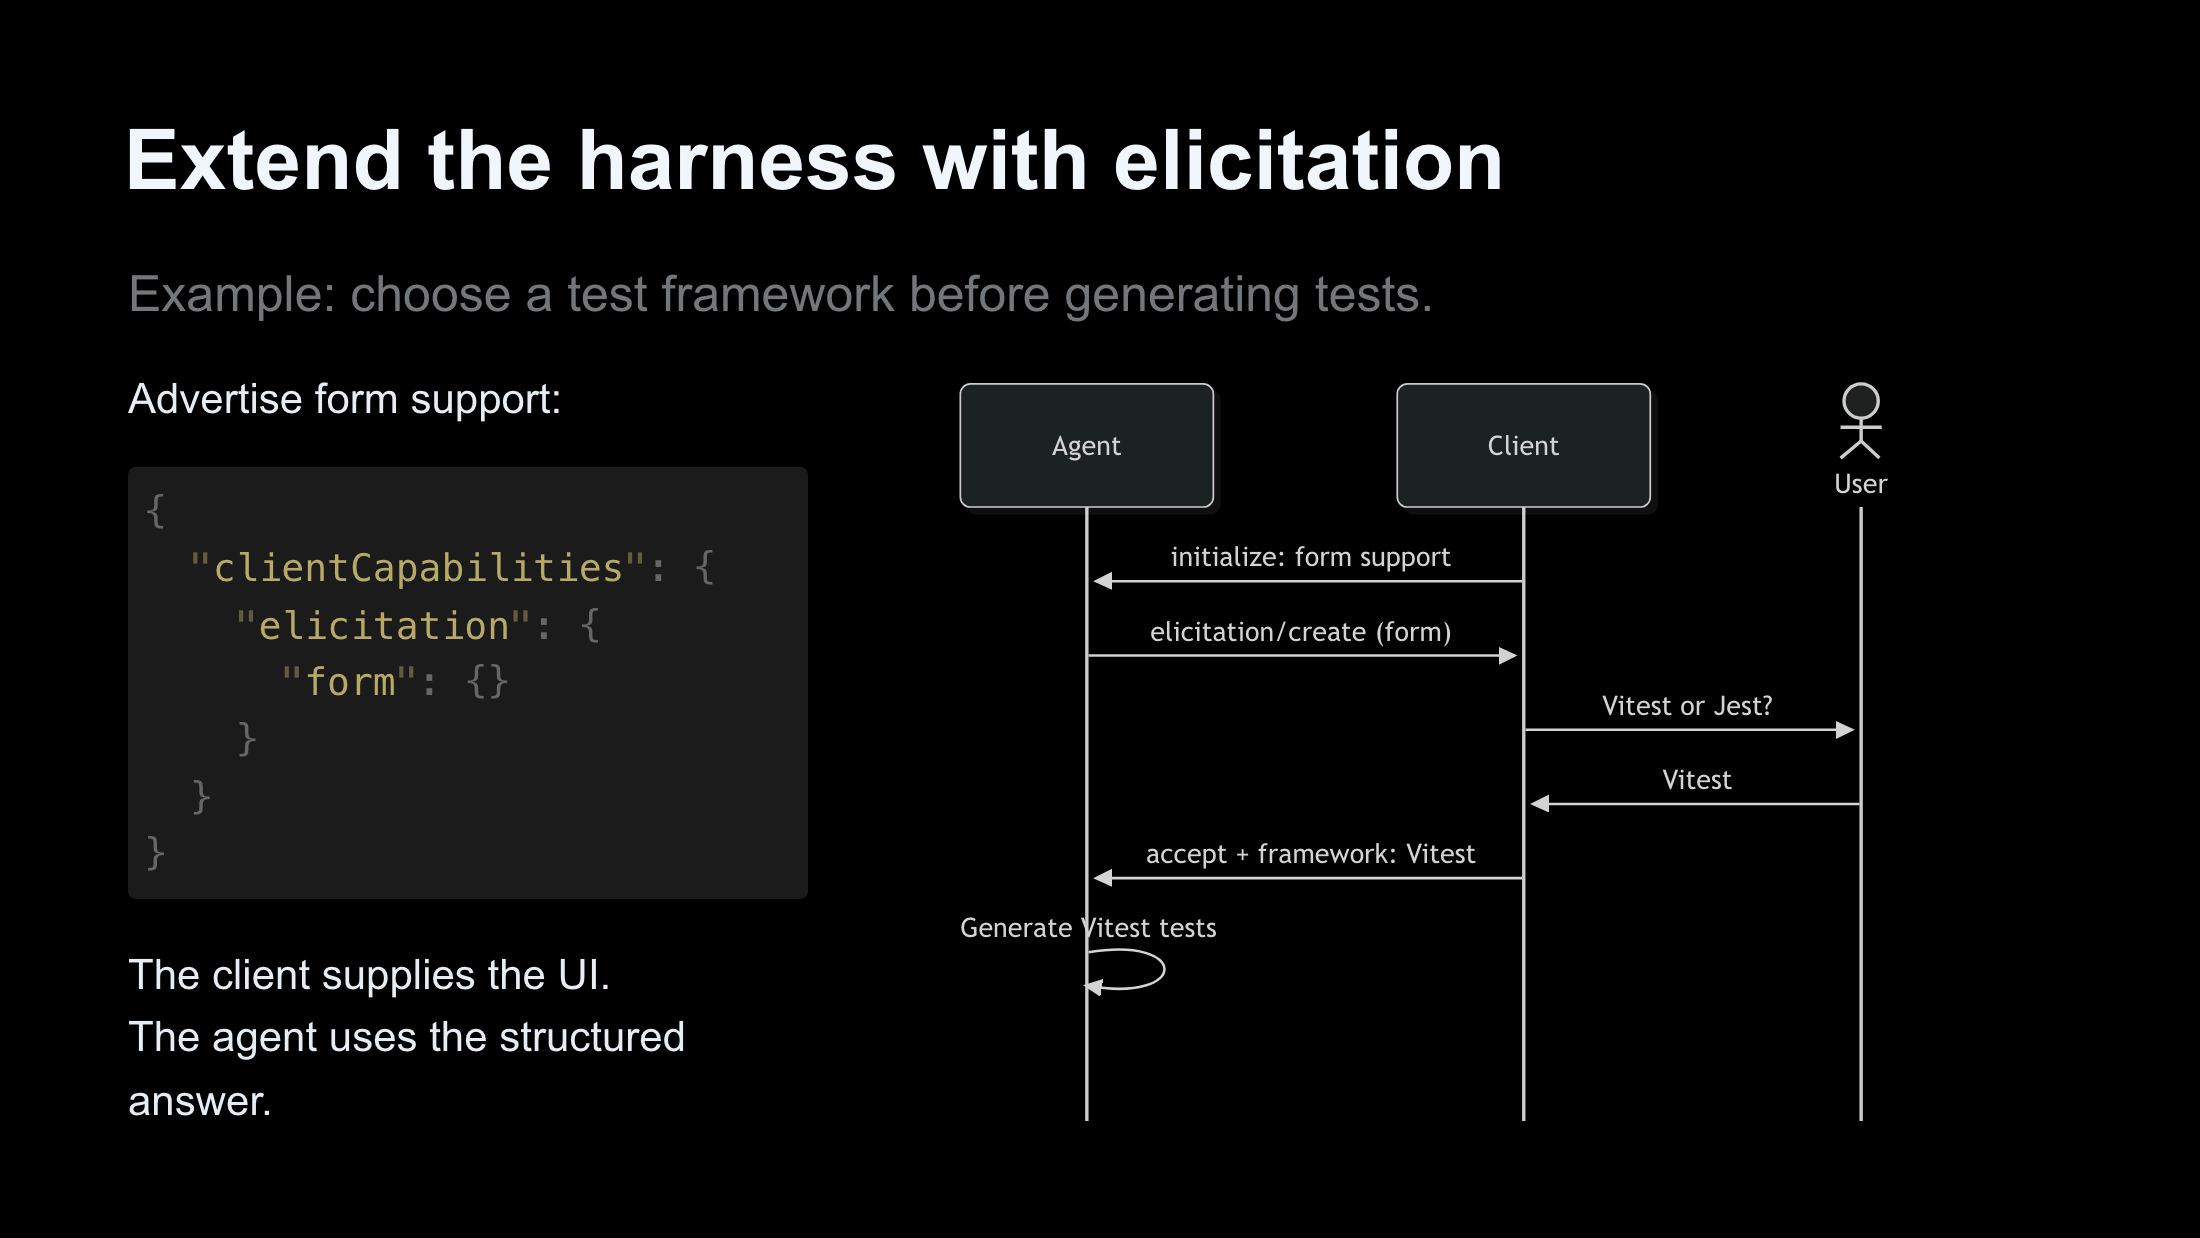 Extend the harness with elicitation
Example: choose a test framework before generating tests.
Advertise form support:
{
  "clientCapabilities": {
    "elicitation": {
      "form": {}
    }
  }
}
The client supplies the UI.
The agent uses the structured
answer.
Agent
Client
User
initialize: form support
elicitation/create (form)
Vitest or Jest?
Vitest
accept + framework: Vitest
Generate Vitest tests